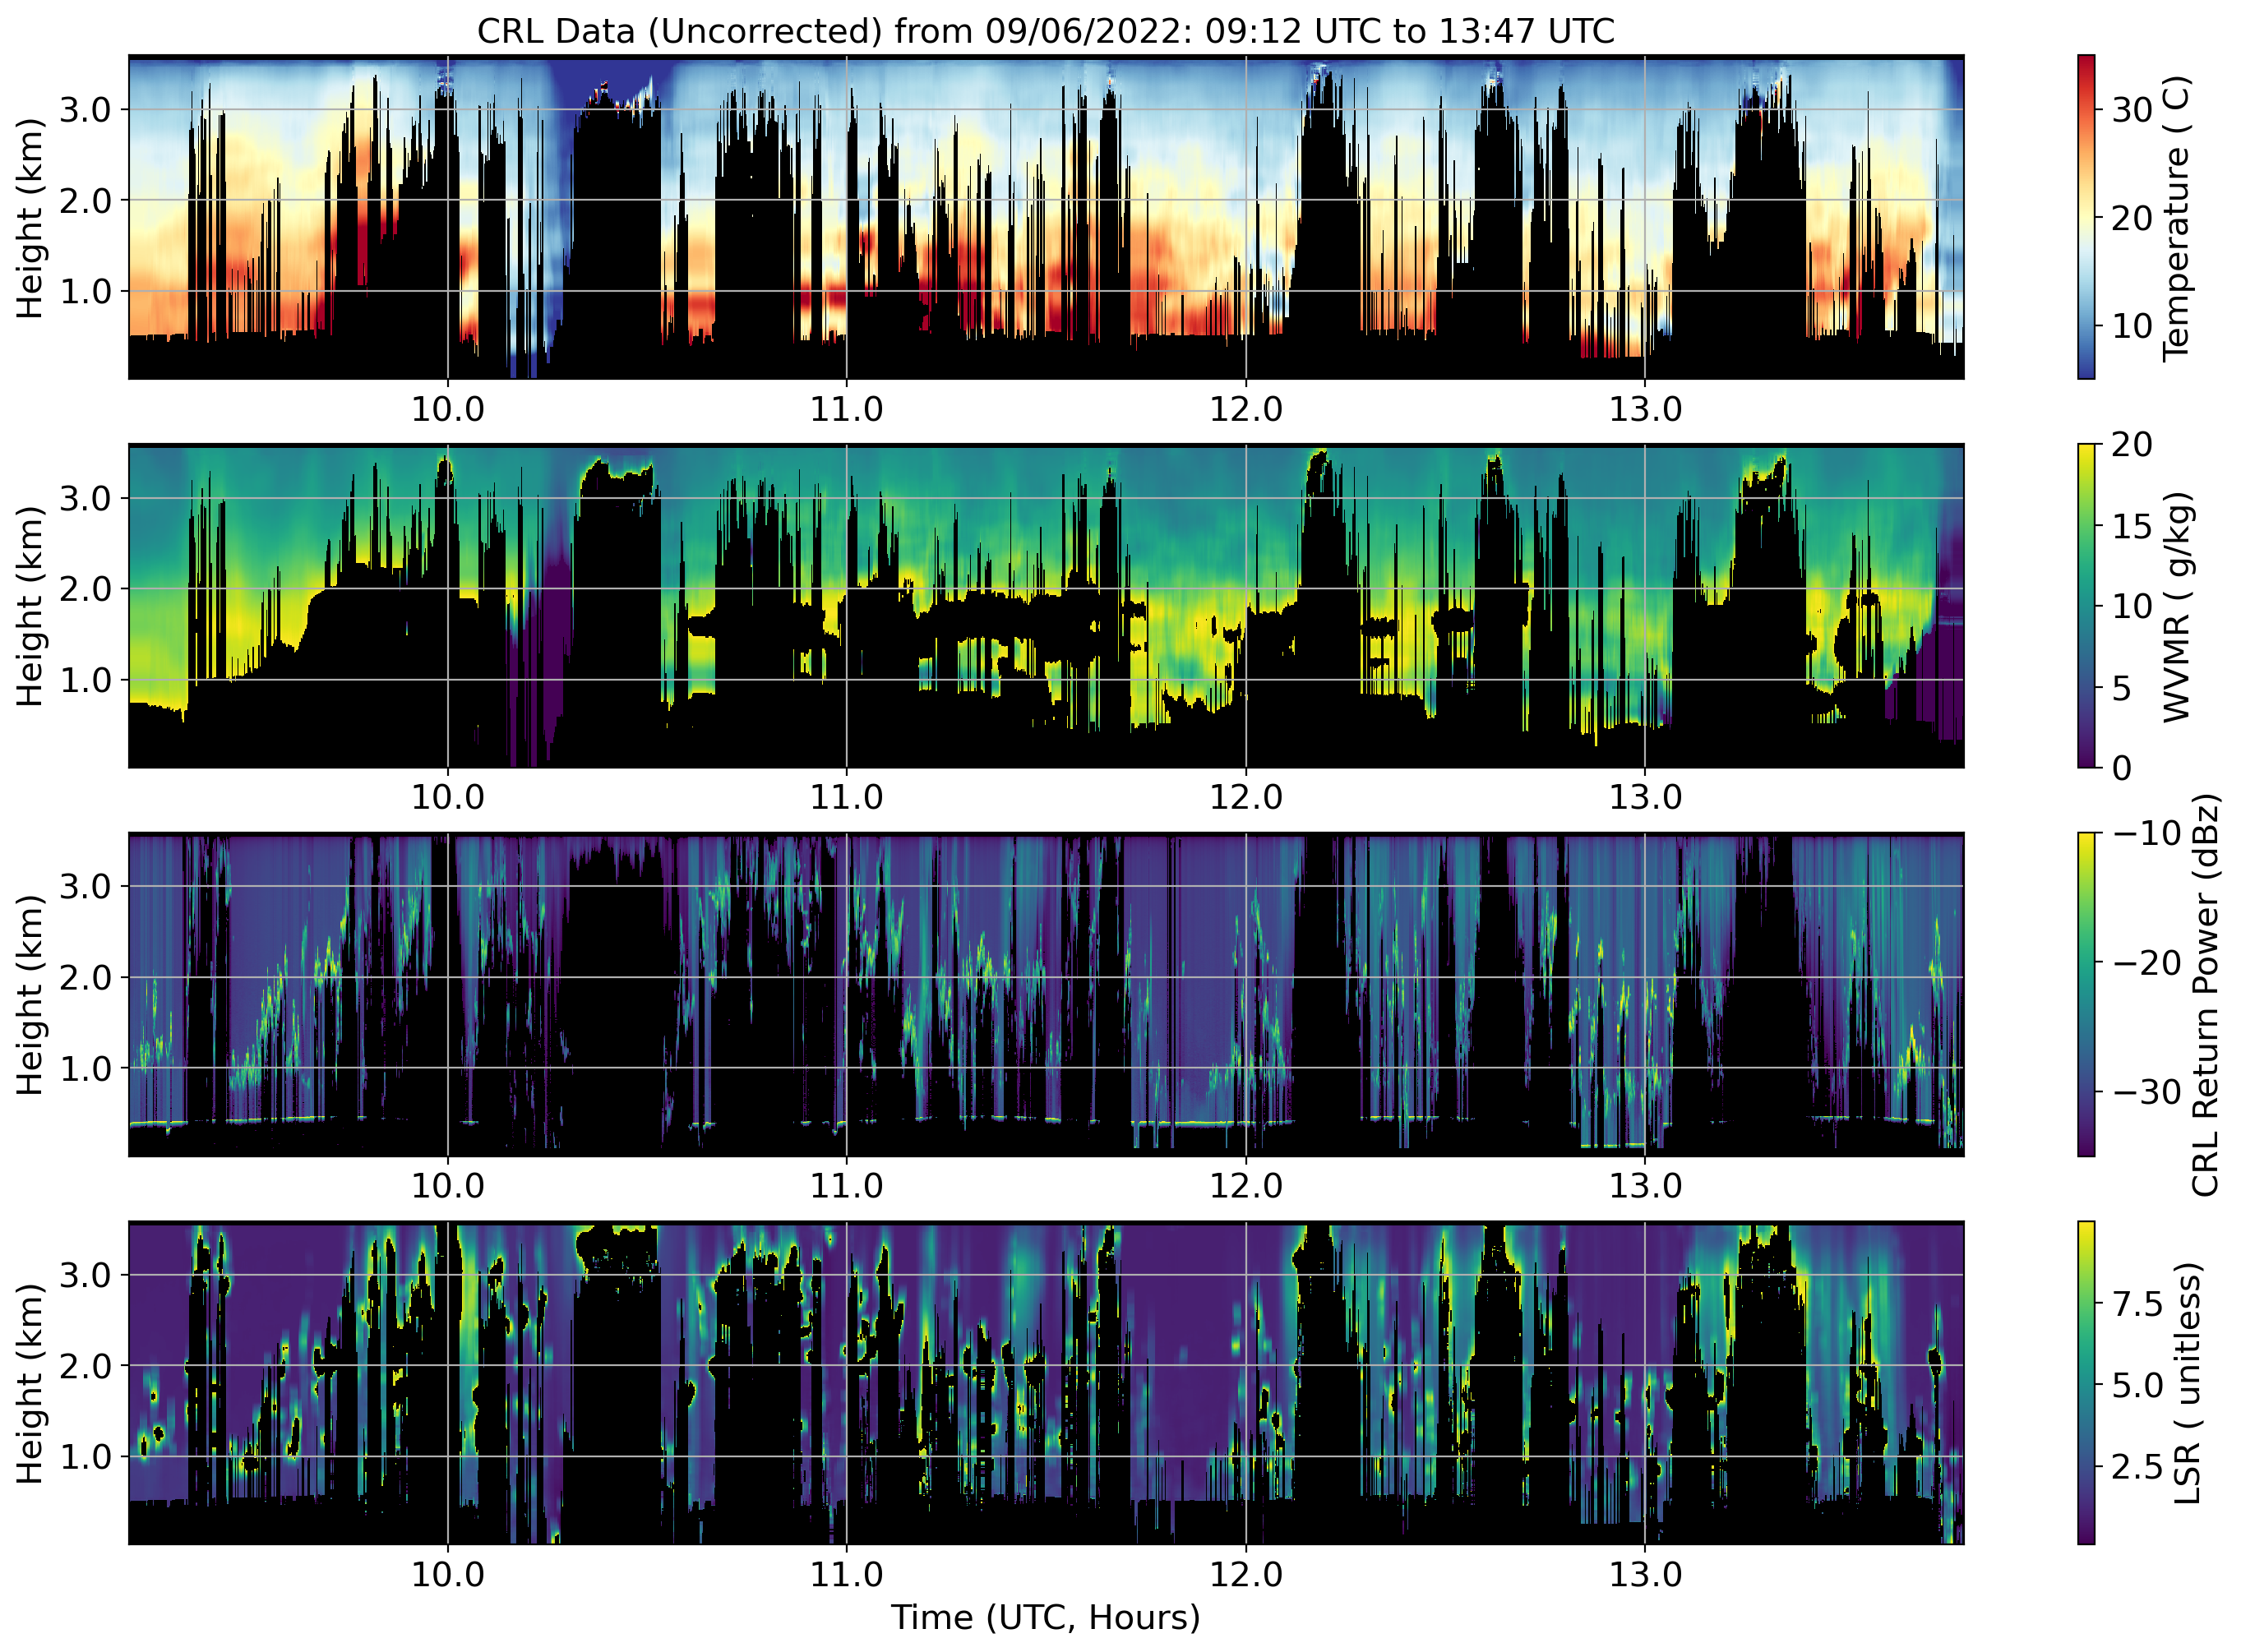 CRL Data (Uncorrected) from 09/06/2022: 09:12 UTC to 13:47 UTC
Height (km)
3.0
2.0
1.0
10.0 11.0 12.0 13.0
30
20
10
Temperature ( C)
Height (km)
3.0
2.0
1.0
10.0 11.0 12.0 13.0
20
15
10
5
0
WVMR ( g/kg)
Height (km)
3.0
2.0
1.0
10.0 11.0 12.0 13.0
−10
−20
−30
CRL Return Power (dBz)
Height (km)
3.0
2.0
1.0
10.0 11.0 12.0 13.0
7.5
5.0
2.5
LSR ( unitless)
Time (UTC, Hours)